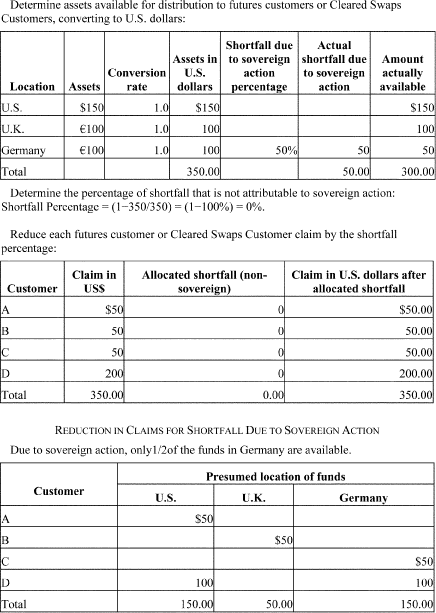 Determine assets available for distribution to futures customers or Cleared Swaps
Customers, converting to U.S. dollars:
Location | Assets | Conversion rate | Assets in U.S. dollars | Shortfall due to sovereign action percentage | Actual shortfall due to sovereign action | Amount actually available
U.S. | $150 | 1.0 | $150 | | | $150
U.K. | €100 | 1.0 | 100 | | | 100
Germany | €100 | 1.0 | 100 | 50% | 50 | 50
Total | | | 350.00 | | 50.00 | 300.00
Determine the percentage of shortfall that is not attributable to sovereign action:
Shortfall Percentage = (1−350/350) = (1−100%) = 0%.
Reduce each futures customer or Cleared Swaps Customer claim by the shortfall
percentage:
Customer | Claim in US$ | Allocated shortfall (non-sovereign) | Claim in U.S. dollars after allocated shortfall
A | $50 | 0 | $50.00
B | 50 | 0 | 50.00
C | 50 | 0 | 50.00
D | 200 | 0 | 200.00
Total | 350.00 | 0.00 | 350.00
REDUCTION IN CLAIMS FOR SHORTFALL DUE TO SOVEREIGN ACTION
Due to sovereign action, only1/2of the funds in Germany are available.
Customer | Presumed location of funds
U.S. | U.K. | Germany
A | $50 | |
B | | $50 |
C | | | $50
D | 100 | | 100
Total | 150.00 | 50.00 | 150.00